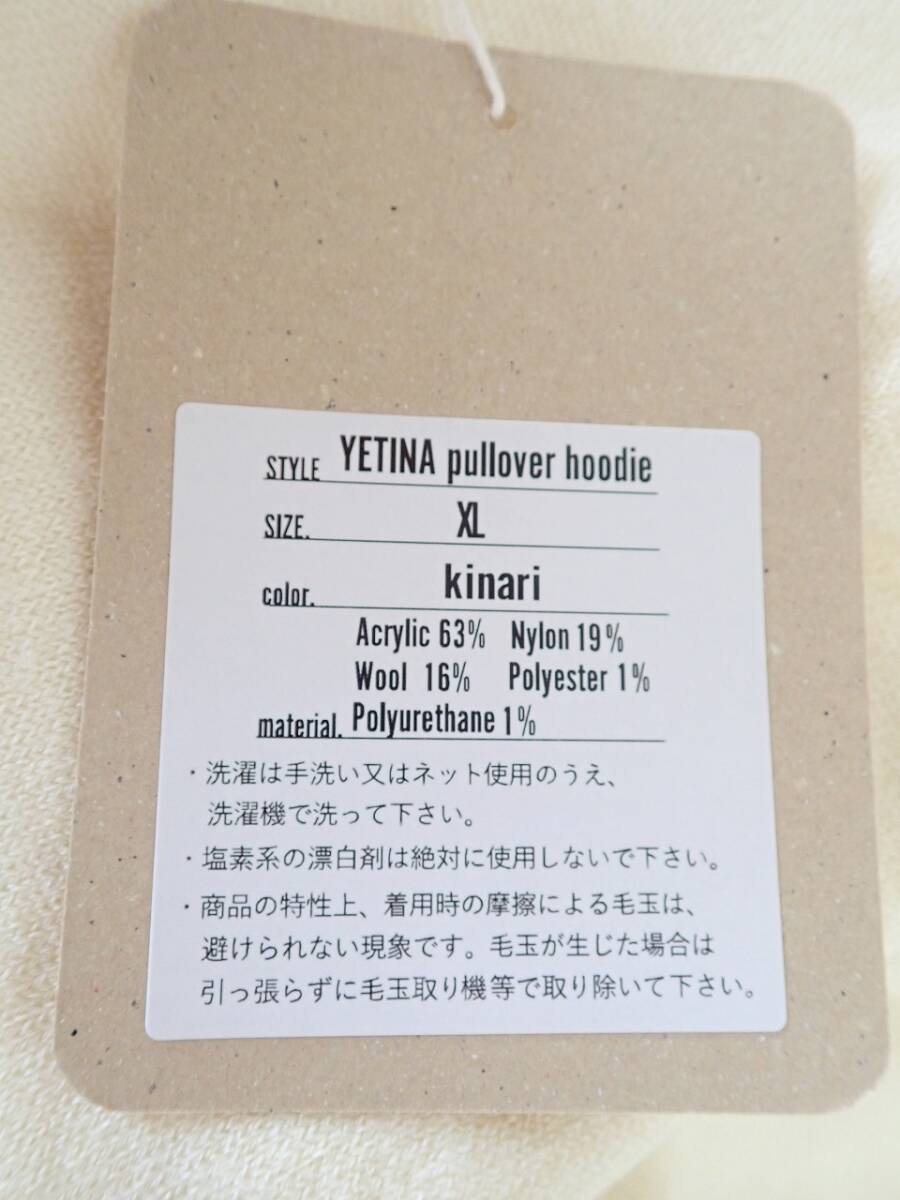 STYLE YETINA pullover hoodie
SIZE. XL
color. kinari
Acrylic 63% Nylon 19%
Wool 16% Polyester 1%
material. Polyurethane 1%
・洗濯は手洗い又はネット使用のうえ、
洗濯機で洗って下さい。
・塩素系の漂白剤は絶対に使用しないで下さい。
・商品の特性上、着用時の摩擦による毛玉は、
避けられない現象です。毛玉が生じた場合は
引っ張らずに毛玉取り機等で取り除いて下さい。